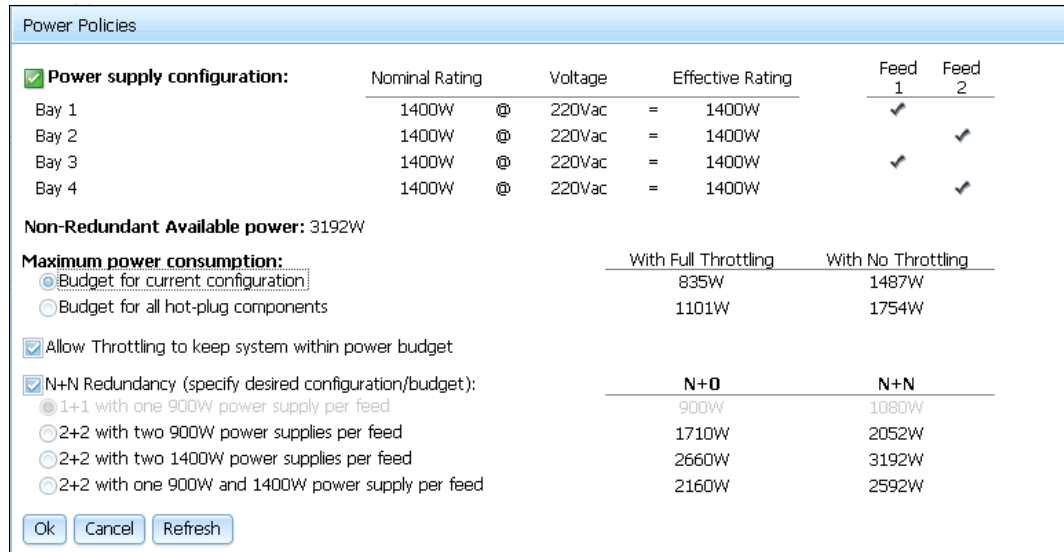 Power Policies
Power supply configuration: Nominal Rating Voltage Effective Rating Feed 1 Feed 2
Bay 1 1400W @ 220Vac = 1400W
Bay 2 1400W @ 220Vac = 1400W
Bay 3 1400W @ 220Vac = 1400W
Bay 4 1400W @ 220Vac = 1400W
Non-Redundant Available power: 3192W
Maximum power consumption: With Full Throttling With No Throttling
Budget for current configuration 835W 1487W
Budget for all hot-plug components 1101W 1754W
Allow Throttling to keep system within power budget
N+N Redundancy (specify desired configuration/budget): N+0 N+N
1+1 with one 900W power supply per feed 900W 1080W
2+2 with two 900W power supplies per feed 1710W 2052W
2+2 with two 1400W power supplies per feed 2660W 3192W
2+2 with one 900W and 1400W power supply per feed 2160W 2592W
Ok Cancel Refresh